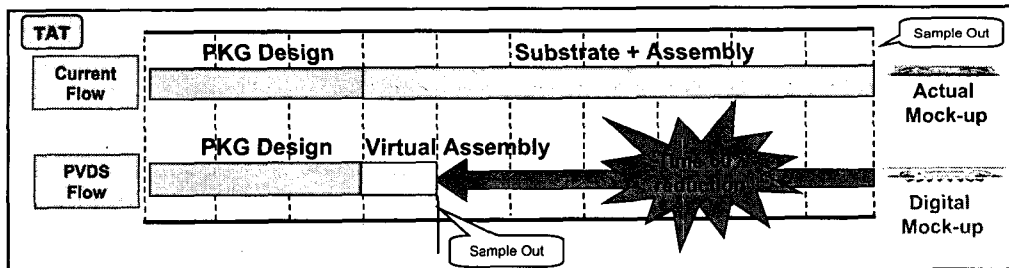 TAT
PKG Design
Substrate + Assembly
Sample Out
Current
Flow
Actual
Mock-up
PKG Design
Virtual Assembly
PVDS
Flow
reduction
Digital
Mock-up
Sample Out